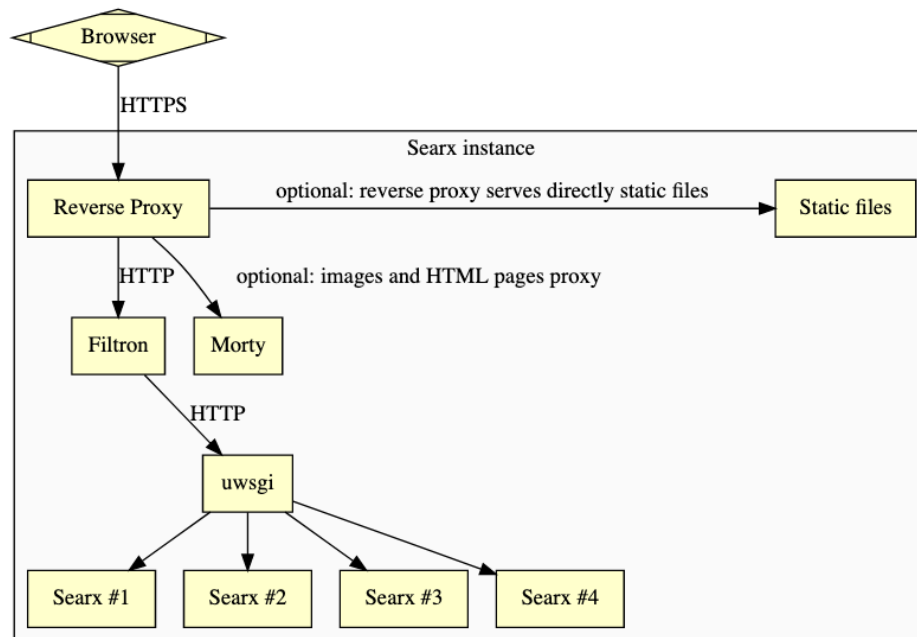 Browser
HTTPS
Searx instance
Reverse Proxy
optional: reverse proxy serves directly static files
Static files
HTTP
optional: images and HTML pages proxy
Filtron
Morty
HTTP
uwsgi
Searx #1
Searx #2
Searx #3
Searx #4